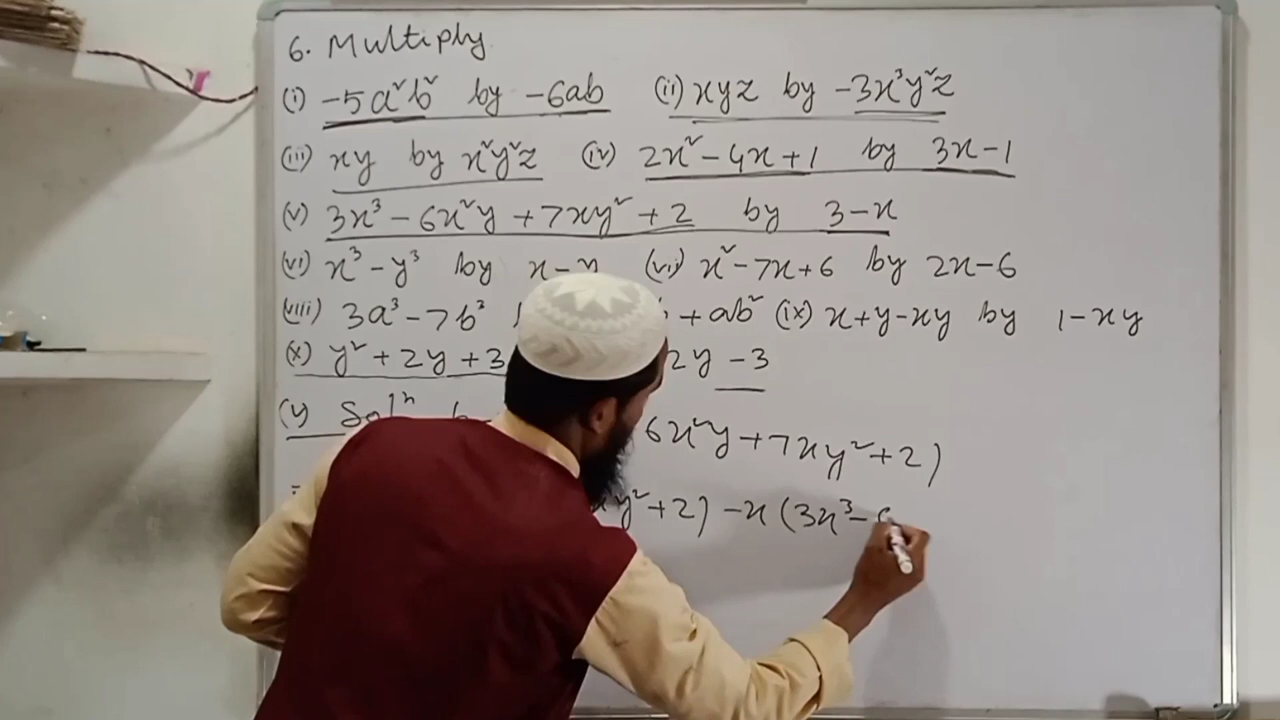 6. Multiply
(i) -5a²b² by -6ab (ii) xyz by -3x³y²z
(iii) xy by x²y²z (iv) 2x² - 4x + 1 by 3x - 1
(v) 3x³ - 6x²y + 7xy² + 2 by 3 - x
(vi) x³ - y³ by x - (vii) x² - 7x + 6 by 2x - 6
(viii) 3a³ - 7b³ + ab² (ix) x + y - xy by 1 - xy
(x) y² + 2y + 3 2y - 3
(v) Solⁿ 6x²y + 7xy² + 2)
y² + 2) - x (3x³ -